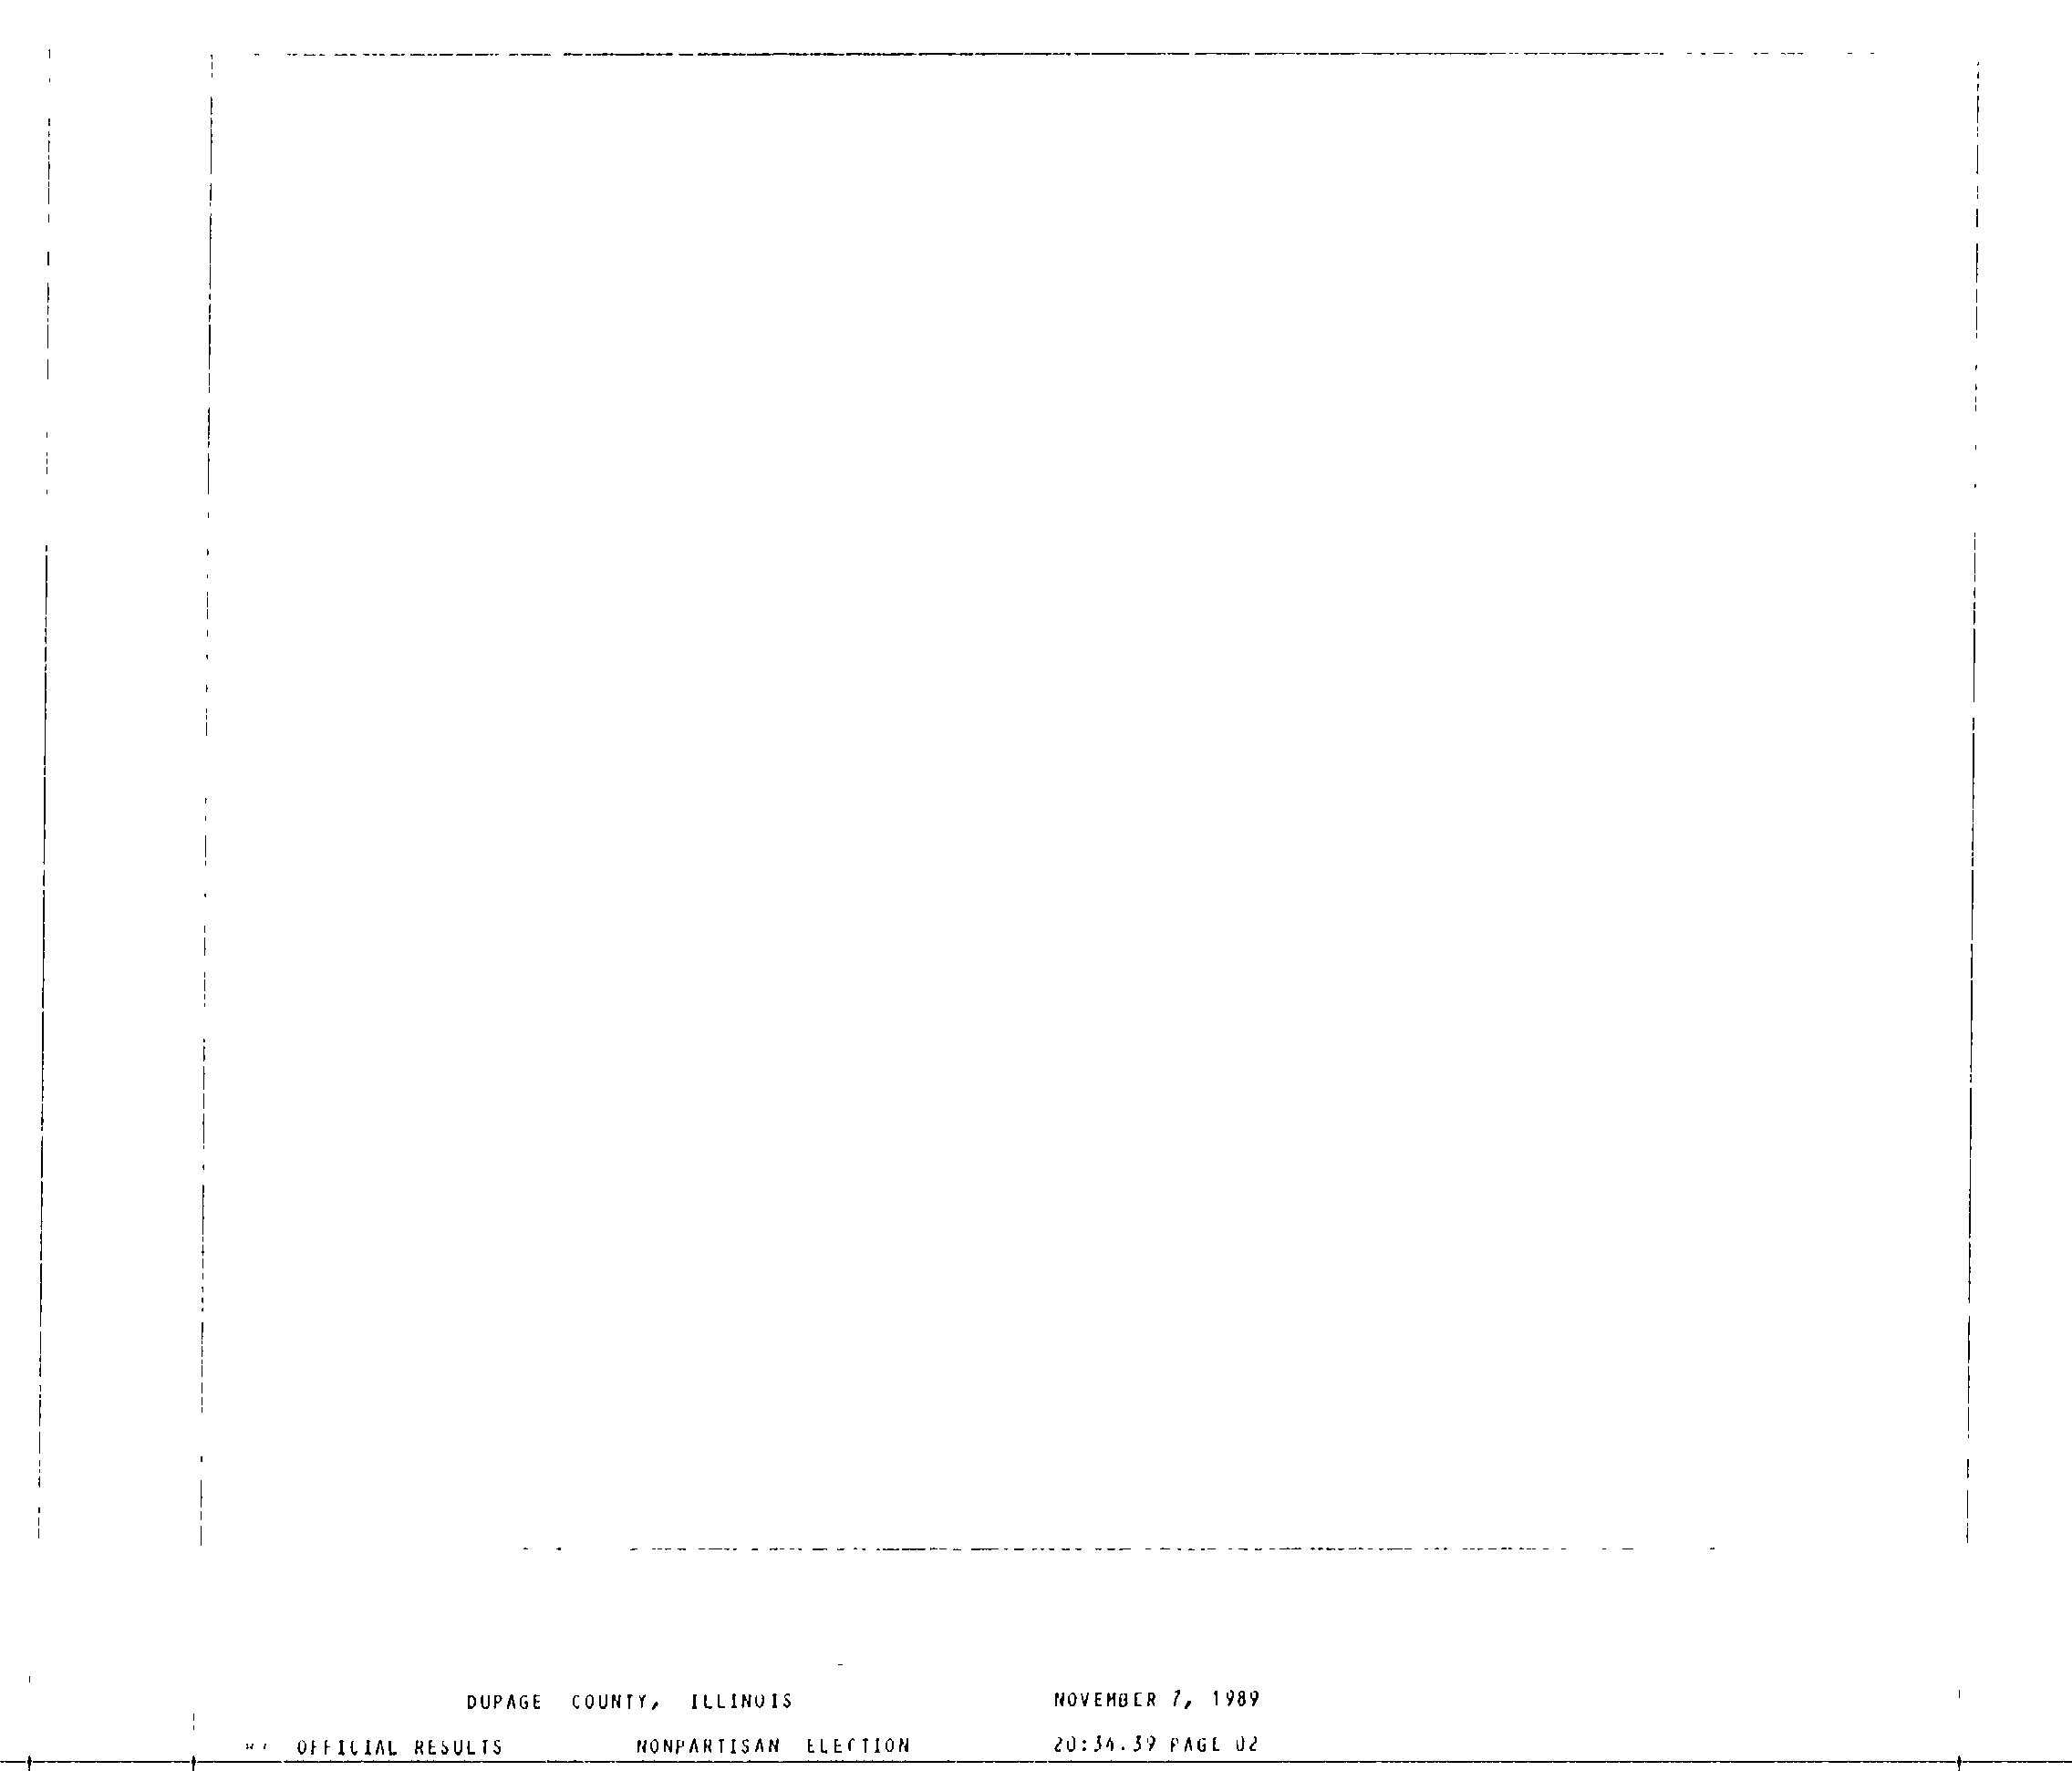 DUPAGE COUNTY, ILLINOIS NOVEMBER 7, 1989
OFFICIAL RESULTS NONPARTISAN ELECTION 20:34.39 PAGE 02